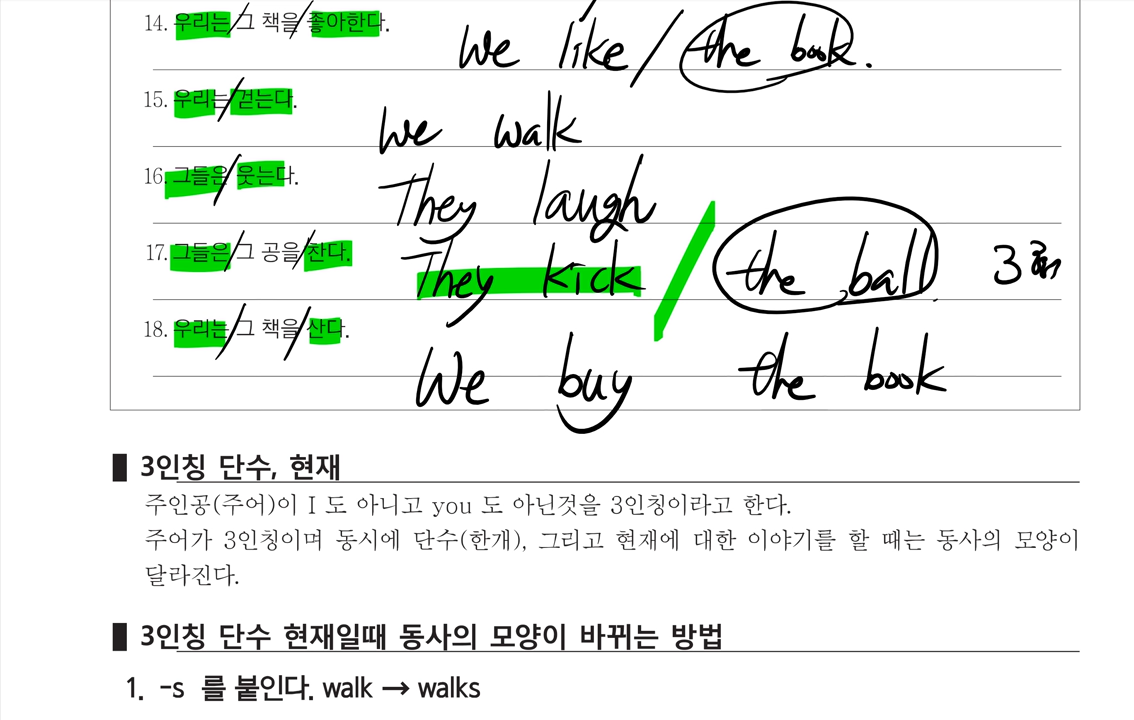 14. 우리는/그 책을/좋아한다.
We like / the book.
15. 우리는/걷는다.
We walk
16. 그들은/웃는다.
They laugh
17. 그들은/그 공을/찬다.
They kick / the ball. 3형식
18. 우리는/그 책을/산다.
We buy the book
3인칭 단수, 현재
주인공(주어)이 I 도 아니고 you 도 아닌것을 3인칭이라고 한다.
주어가 3인칭이며 동시에 단수(한개), 그리고 현재에 대한 이야기를 할 때는 동사의 모양이
달라진다.
3인칭 단수 현재일때 동사의 모양이 바뀌는 방법
1. -s 를 붙인다. walk → walks